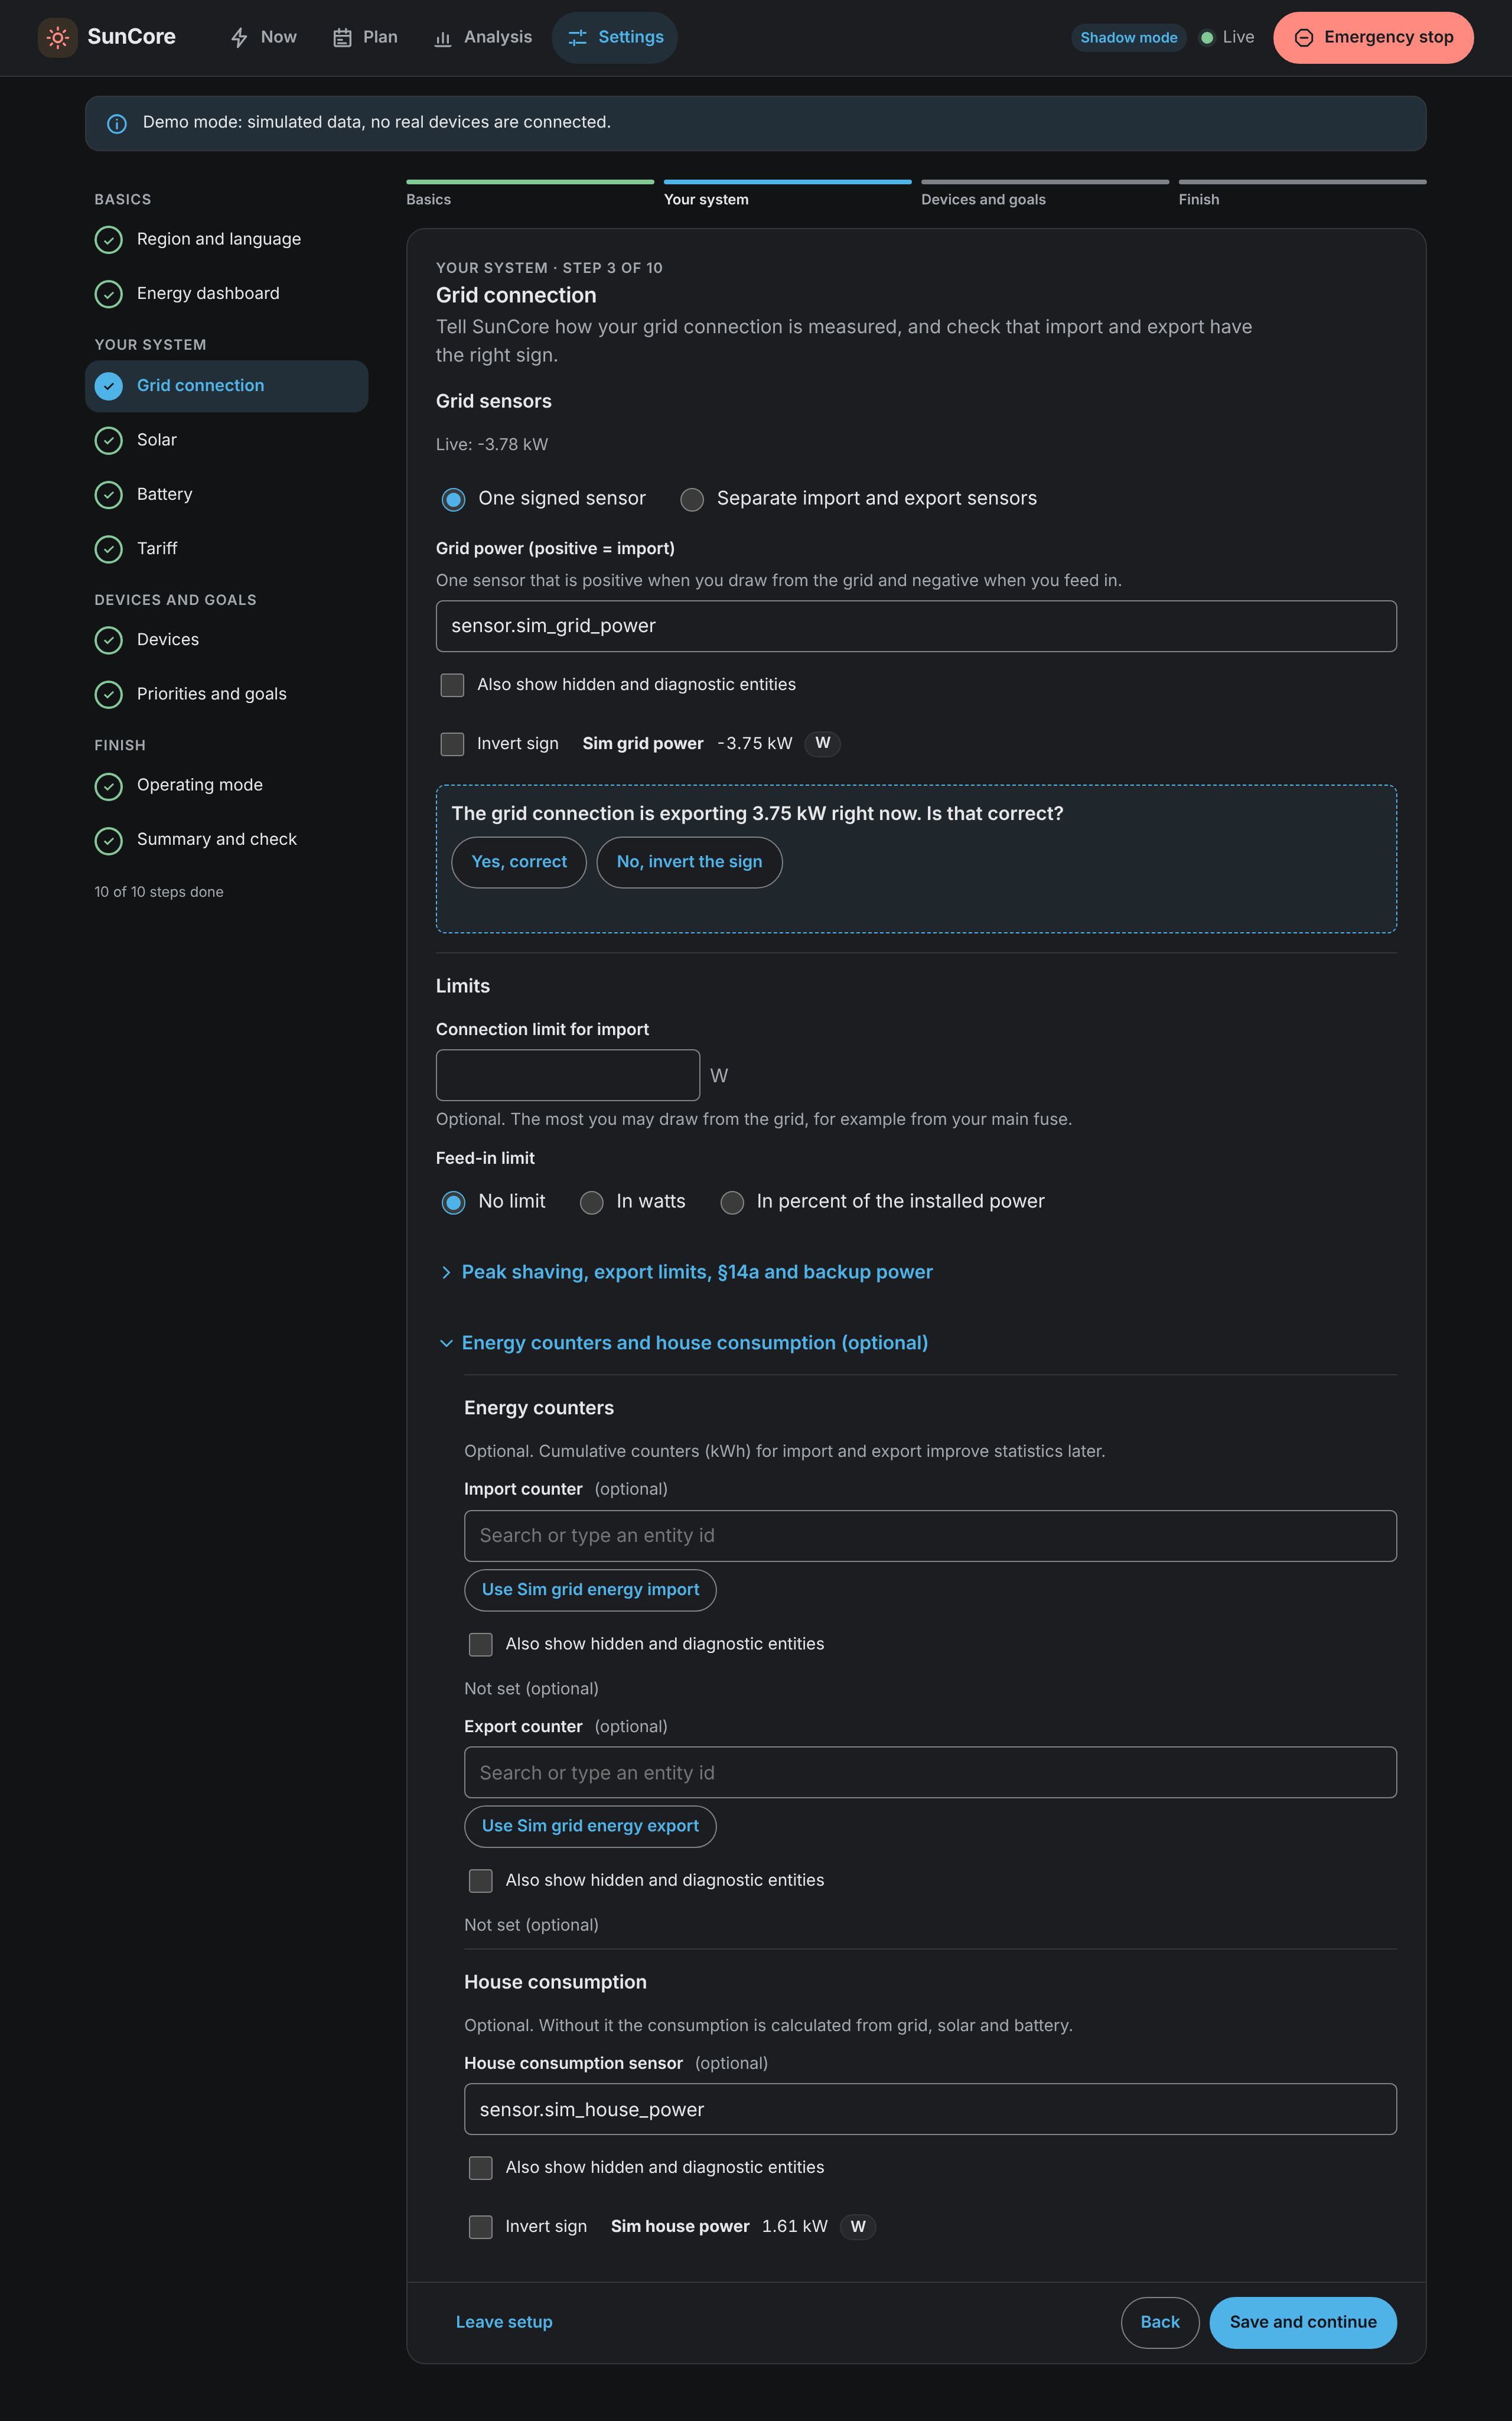 SunCore
Now
Plan
Analysis
Settings
Shadow mode
Live
Emergency stop
Demo mode: simulated data, no real devices are connected.
BASICS
Region and language
Energy dashboard
YOUR SYSTEM
Grid connection
Solar
Battery
Tariff
DEVICES AND GOALS
Devices
Priorities and goals
FINISH
Operating mode
Summary and check
10 of 10 steps done
Basics
Your system
Devices and goals
Finish
YOUR SYSTEM · STEP 3 OF 10
Grid connection
Tell SunCore how your grid connection is measured, and check that import and export have
the right sign.
Grid sensors
Live: -3.78 kW
One signed sensor
Separate import and export sensors
Grid power (positive = import)
One sensor that is positive when you draw from the grid and negative when you feed in.
sensor.sim_grid_power
Also show hidden and diagnostic entities
Invert sign Sim grid power -3.75 kW W
The grid connection is exporting 3.75 kW right now. Is that correct?
Yes, correct
No, invert the sign
Limits
Connection limit for import
W
Optional. The most you may draw from the grid, for example from your main fuse.
Feed-in limit
No limit
In watts
In percent of the installed power
Peak shaving, export limits, §14a and backup power
Energy counters and house consumption (optional)
Energy counters
Optional. Cumulative counters (kWh) for import and export improve statistics later.
Import counter (optional)
Search or type an entity id
Use Sim grid energy import
Also show hidden and diagnostic entities
Not set (optional)
Export counter (optional)
Search or type an entity id
Use Sim grid energy export
Also show hidden and diagnostic entities
Not set (optional)
House consumption
Optional. Without it the consumption is calculated from grid, solar and battery.
House consumption sensor (optional)
sensor.sim_house_power
Also show hidden and diagnostic entities
Invert sign Sim house power 1.61 kW W
Leave setup
Back
Save and continue